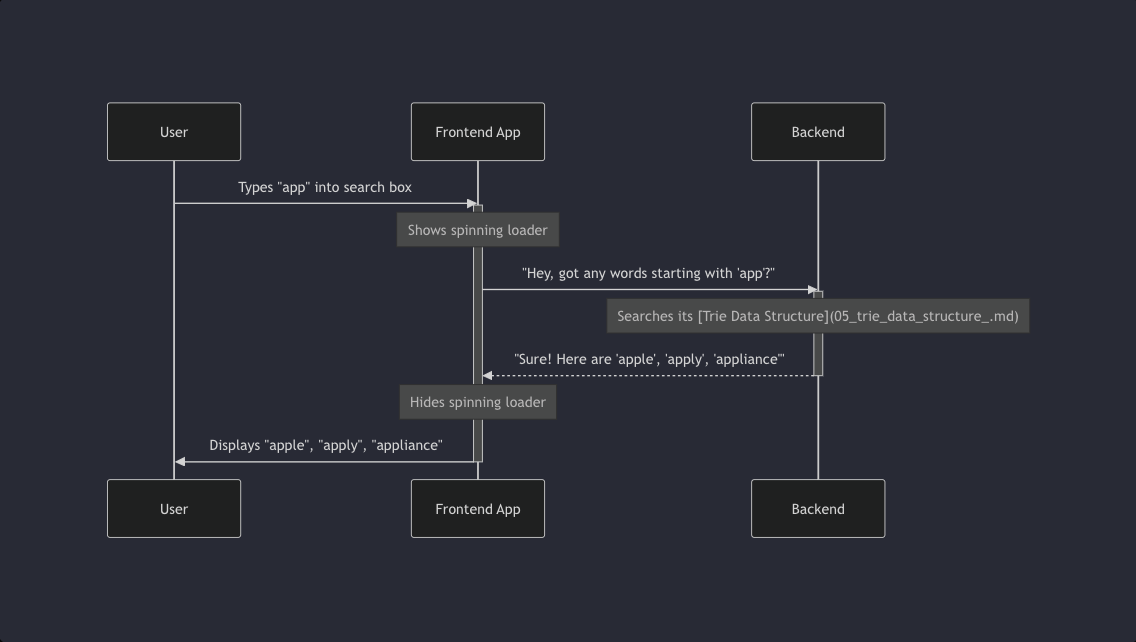 User
Frontend App
Backend
Types "app" into search box
Shows spinning loader
"Hey, got any words starting with 'app'?"
Searches its [Trie Data Structure](05_trie_data_structure_.md)
"Sure! Here are 'apple', 'apply', 'appliance'"
Hides spinning loader
Displays "apple", "apply", "appliance"
User
Frontend App
Backend